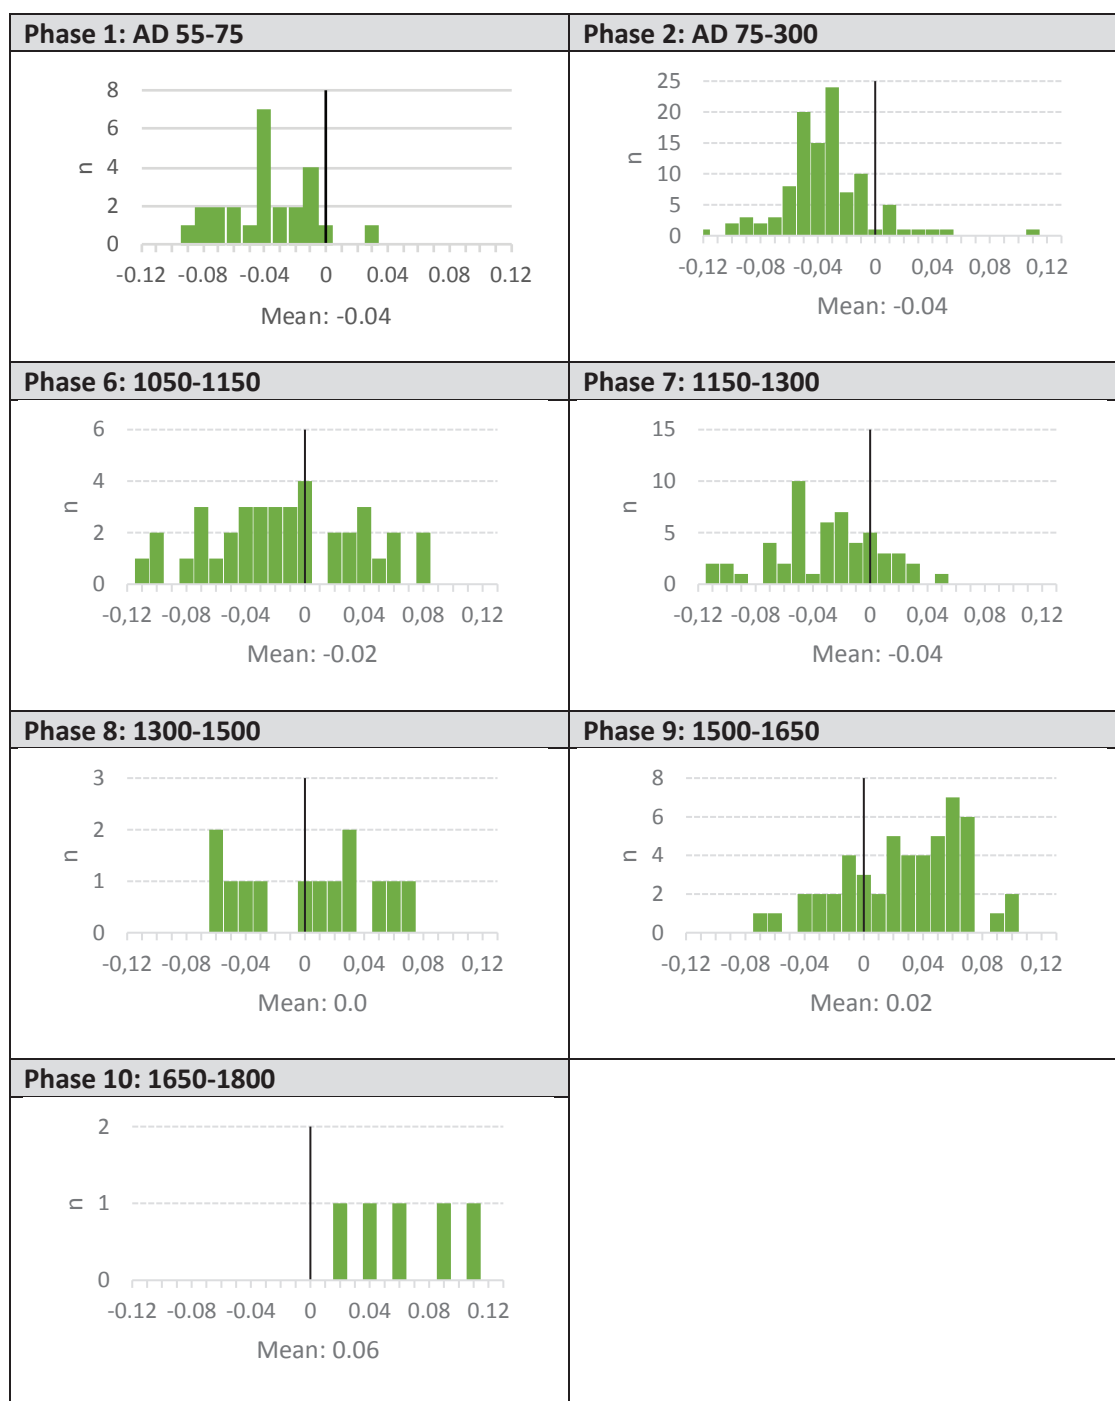 Phase 1: AD 55-75
8
6
4
2
0
n
-0.12 -0.08 -0.04 0 0.04 0.08 0.12
Mean: -0.04
Phase 2: AD 75-300
25
20
15
10
5
0
n
-0,12 -0,08 -0,04 0 0,04 0,08 0,12
Mean: -0.04
Phase 6: 1050-1150
6
4
2
0
n
-0,12 -0,08 -0,04 0 0,04 0,08 0,12
Mean: -0.02
Phase 7: 1150-1300
15
10
5
0
n
-0,12 -0,08 -0,04 0 0,04 0,08 0,12
Mean: -0.04
Phase 8: 1300-1500
3
2
1
0
n
-0,12 -0,08 -0,04 0 0,04 0,08 0,12
Mean: 0.0
Phase 9: 1500-1650
8
6
4
2
0
n
-0,12 -0,08 -0,04 0 0,04 0,08 0,12
Mean: 0.02
Phase 10: 1650-1800
2
1
0
n
-0.12 -0.08 -0.04 0 0.04 0.08 0.12
Mean: 0.06